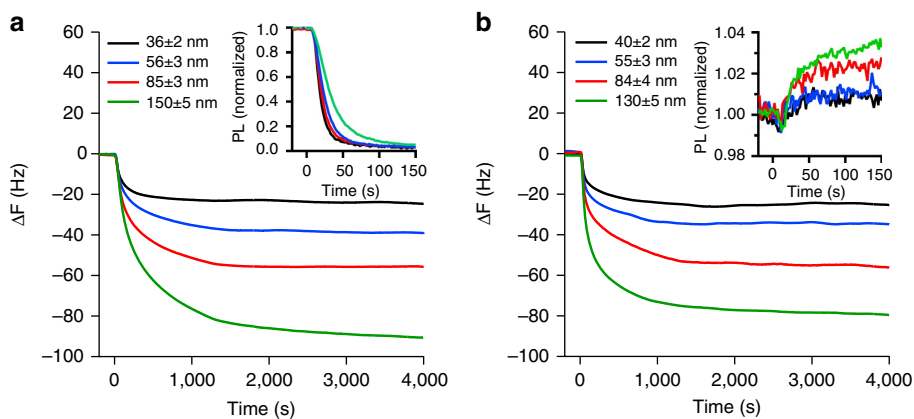 a
36±2 nm
56±3 nm
85±3 nm
150±5 nm
60
40
20
0
−20
−40
−60
−80
−100
ΔF (Hz)
0 1,000 2,000 3,000 4,000
Time (s)
1.0
0.8
0.6
0.4
0.2
0.0
PL (normalized)
0 50 100 150
Time (s)
b
40±2 nm
55±3 nm
84±4 nm
130±5 nm
60
40
20
0
−20
−40
−60
−80
−100
ΔF (Hz)
0 1,000 2,000 3,000 4,000
Time (s)
1.04
1.02
1.00
0.98
PL (normalized)
0 50 100 150
Time (s)